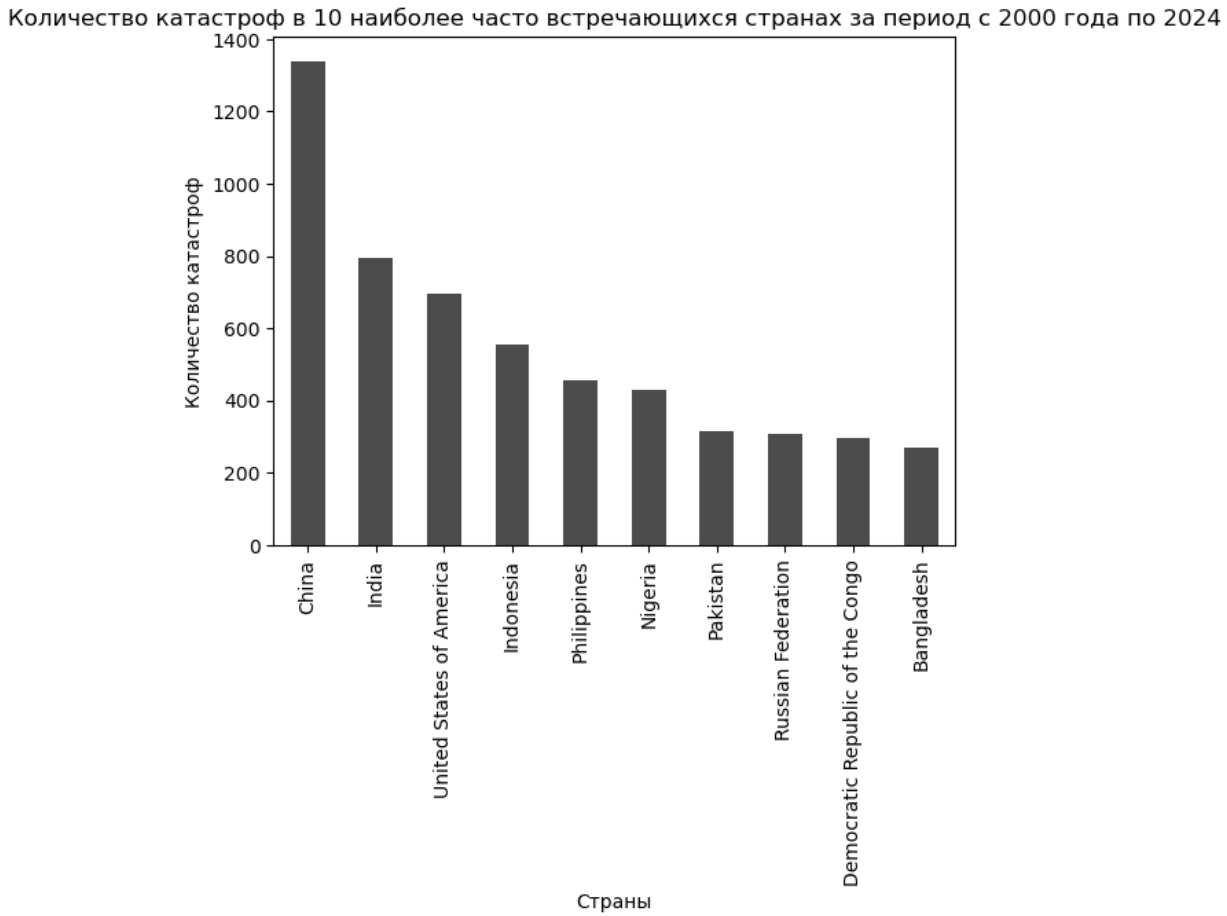 Количество катастроф в 10 наиболее часто встречающихся странах за период с 2000 года по 2024
1400
1200
1000
800
600
400
200
0
Количество катастроф
China
India
United States of America
Indonesia
Philippines
Nigeria
Pakistan
Russian Federation
Democratic Republic of the Congo
Bangladesh
Страны